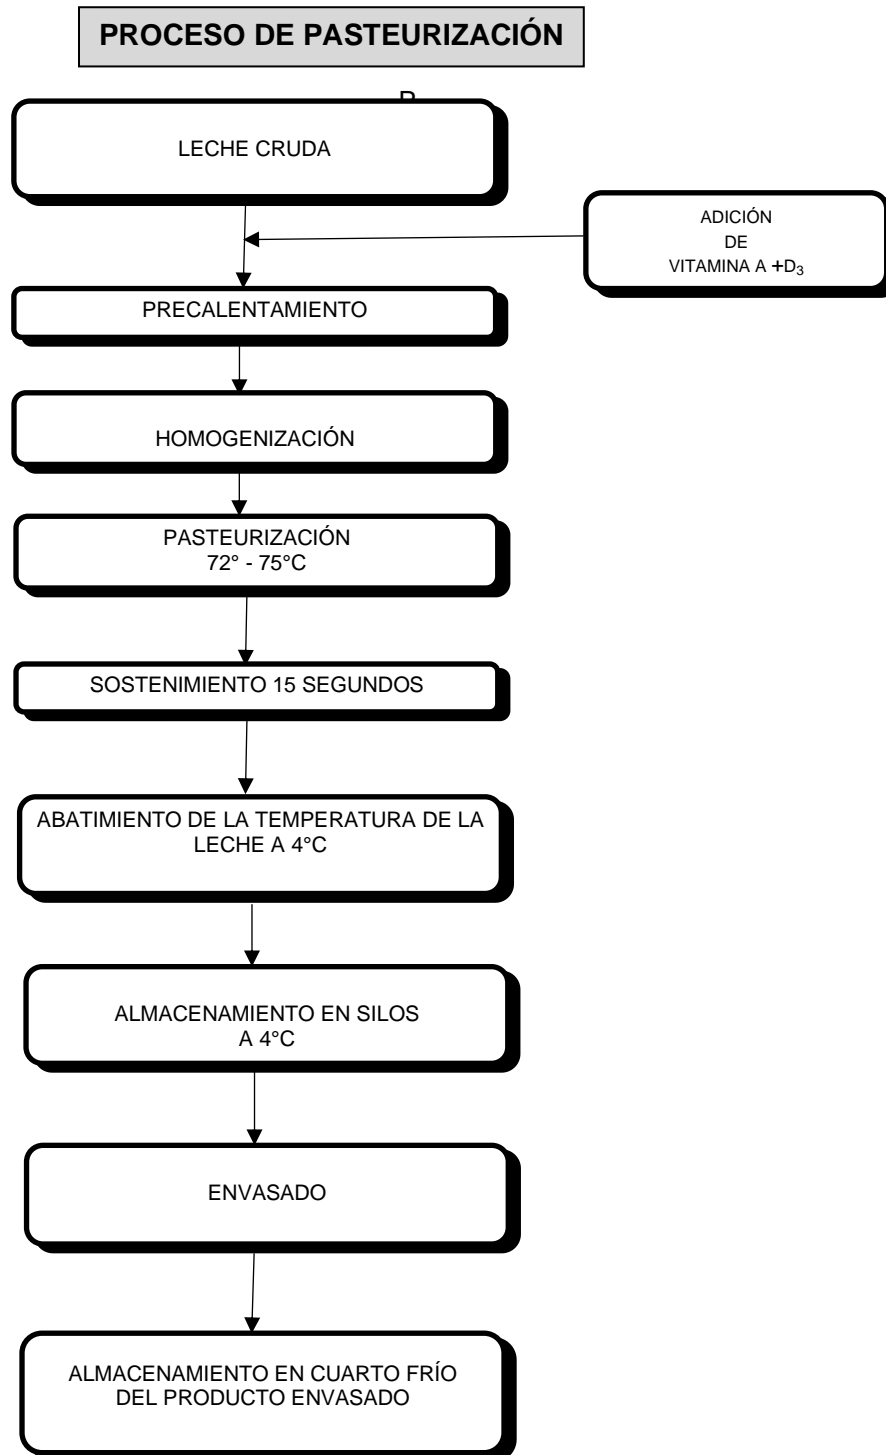 PROCESO DE PASTEURIZACIÓN
P
LECHE CRUDA
ADICIÓN
DE
VITAMINA A +D₃
PRECALENTAMIENTO
HOMOGENIZACIÓN
PASTEURIZACIÓN
72° - 75°C
SOSTENIMIENTO 15 SEGUNDOS
ABATIMIENTO DE LA TEMPERATURA DE LA
LECHE A 4°C
ALMACENAMIENTO EN SILOS
A 4°C
ENVASADO
ALMACENAMIENTO EN CUARTO FRÍO
DEL PRODUCTO ENVASADO